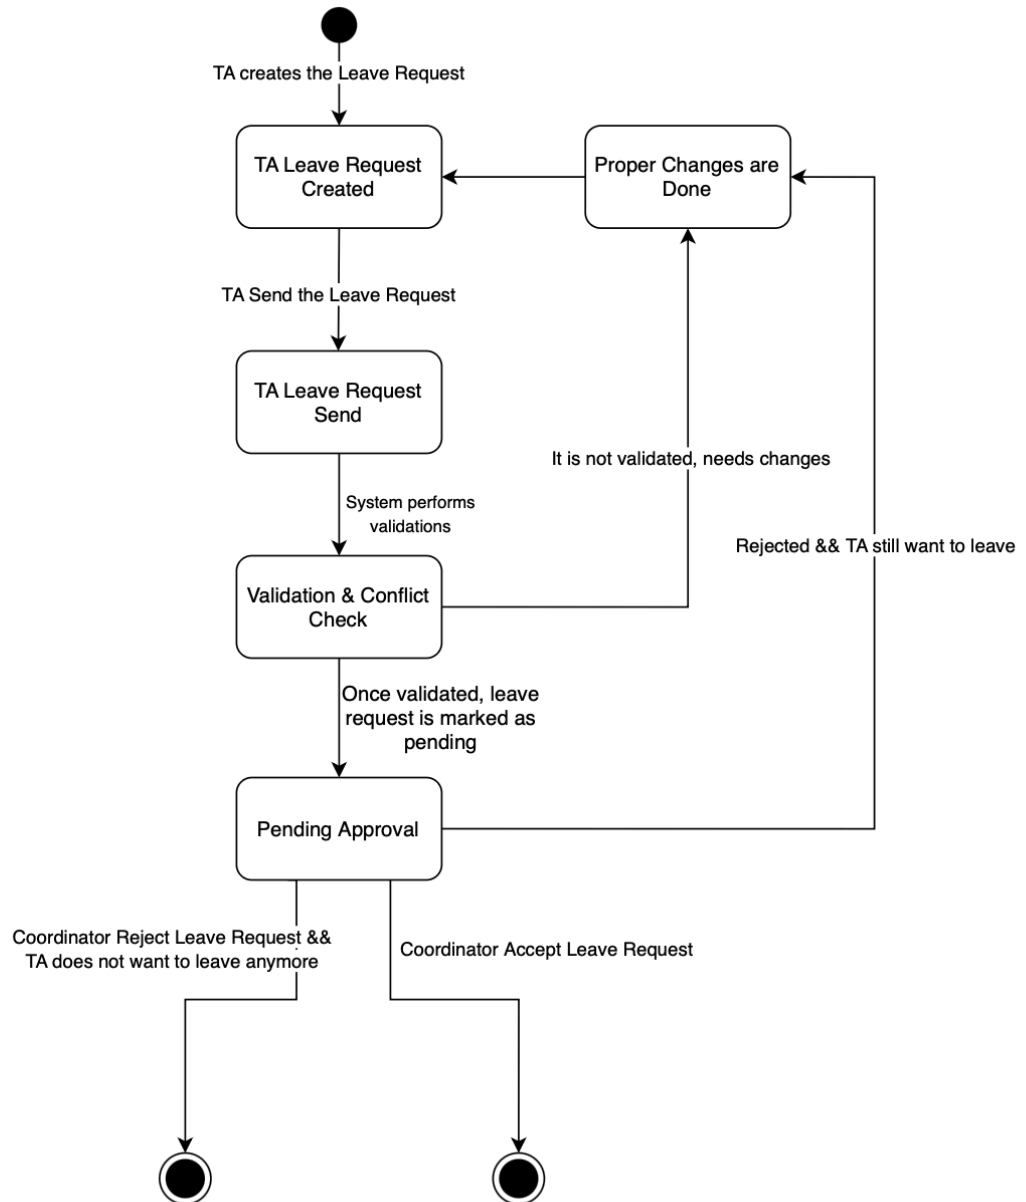 TA creates the Leave Request
TA Leave Request
Created
Proper Changes are
Done
TA Send the Leave Request
TA Leave Request
Send
It is not validated, needs changes
System performs
validations
Rejected && TA still want to leave
Validation & Conflict
Check
Once validated, leave
request is marked as
pending
Pending Approval
Coordinator Reject Leave Request &&
TA does not want to leave anymore
Coordinator Accept Leave Request